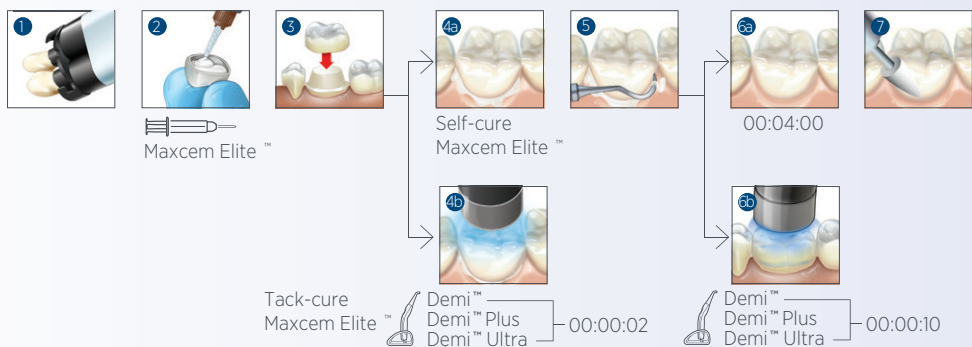 1
2
3
4a
5
6a
7
Maxcem Elite ™
Self-cure
Maxcem Elite ™
00:04:00
4b
6b
Tack-cure
Maxcem Elite ™
Demi™
Demi™ Plus
Demi™ Ultra
00:00:02
Demi™
Demi™ Plus
Demi™ Ultra
00:00:10